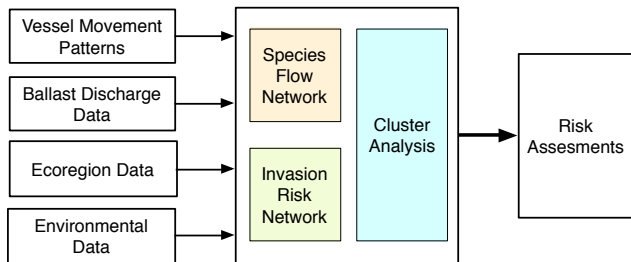 Vessel Movement
Patterns
Ballast Discharge
Data
Ecoregion Data
Environmental
Data
Species
Flow
Network
Invasion
Risk
Network
Cluster
Analysis
Risk
Assesments